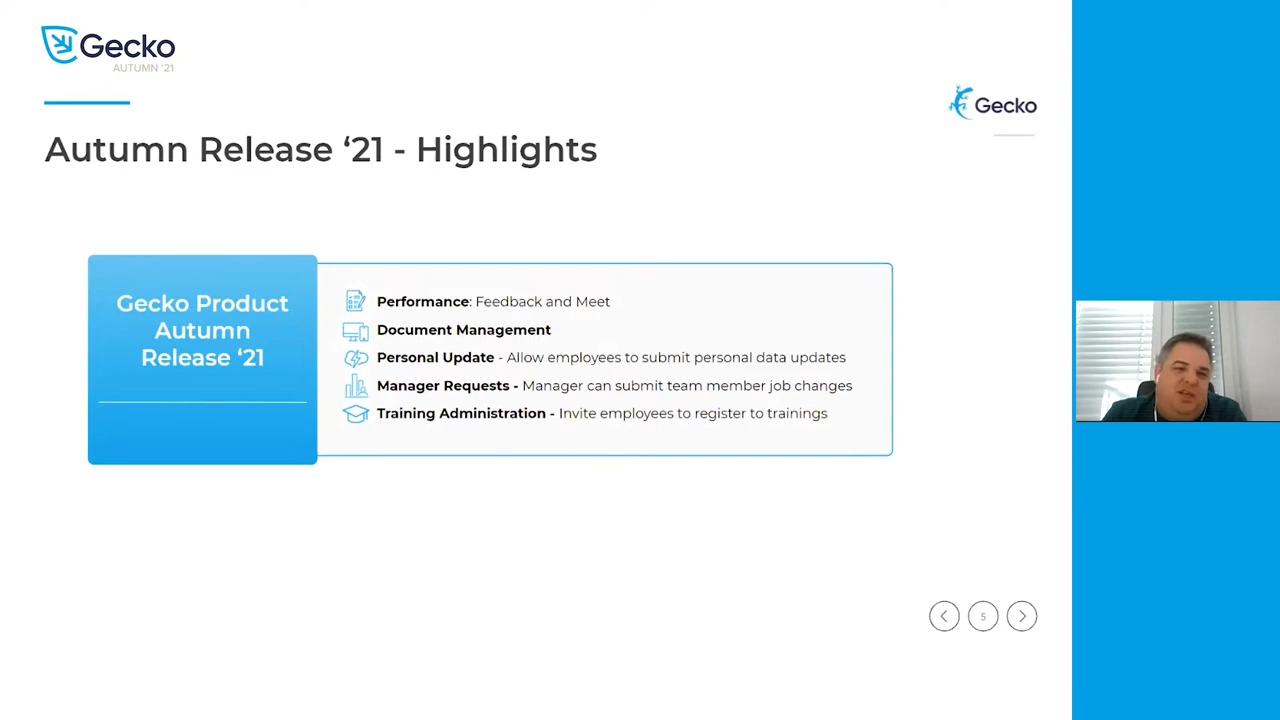 Gecko
AUTUMN ‘21
Gecko
Autumn Release ‘21 - Highlights
Gecko Product
Autumn
Release ‘21
Performance: Feedback and Meet
Document Management
Personal Update - Allow employees to submit personal data updates
Manager Requests - Manager can submit team member job changes
Training Administration - Invite employees to register to trainings
5